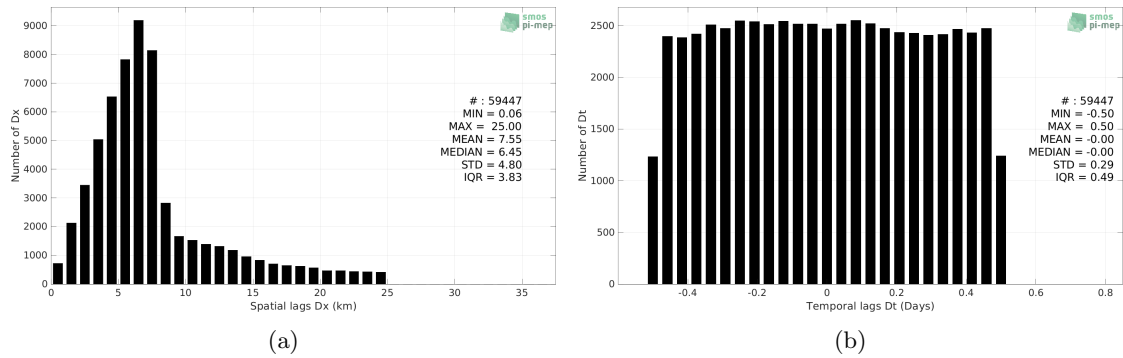 9000
8000
7000
6000
5000
4000
3000
2000
1000
0
Number of Dx
0 5 10 15 20 25 30 35
Spatial lags Dx (km)
smos
pi-mep
# : 59447
MIN = 0.06
MAX = 25.00
MEAN = 7.55
MEDIAN = 6.45
STD = 4.80
IQR = 3.83
(a)
2500
2000
1500
1000
500
0
Number of Dt
-0.4 -0.2 0 0.2 0.4 0.6 0.8
Temporal lags Dt (Days)
smos
pi-mep
# : 59447
MIN = -0.50
MAX = 0.50
MEAN = -0.00
MEDIAN = -0.00
STD = 0.29
IQR = 0.49
(b)